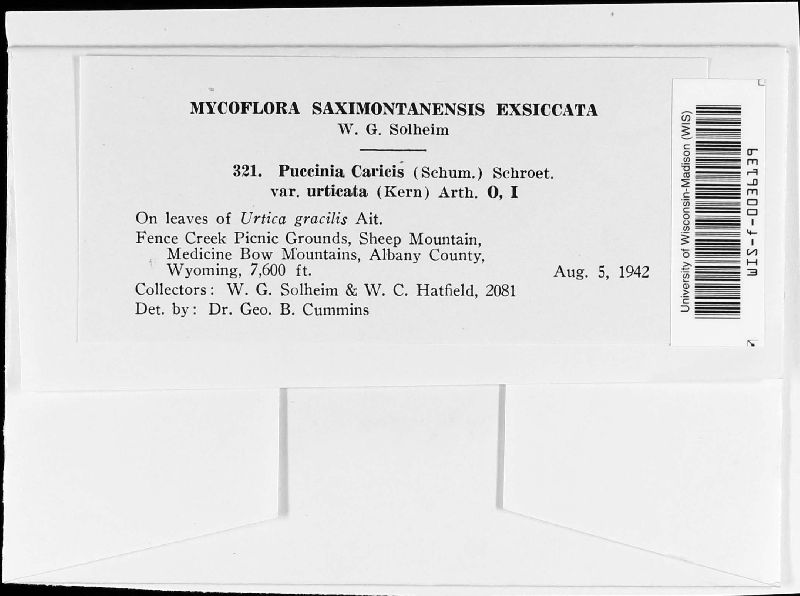 MYCOFLORA SAXIMONTANENSIS EXSICCATA
W. G. Solheim
321. Puccinia Caricis (Schum.) Schroet.
var. urticata (Kern) Arth. O, I
On leaves of Urtica gracilis Ait.
Fence Creek Picnic Grounds, Sheep Mountain,
Medicine Bow Mountains, Albany County,
Wyoming, 7,600 ft. Aug. 5, 1942
Collectors: W. G. Solheim & W. C. Hatfield, 2081
Det. by: Dr. Geo. B. Cummins
University of Wisconsin-Madison (WIS)